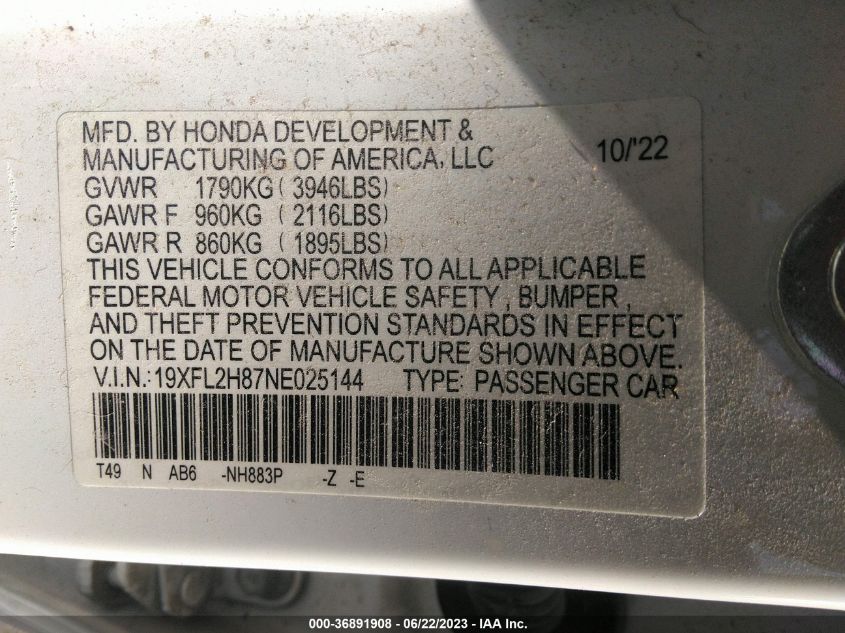 MFD. BY HONDA DEVELOPMENT &
MANUFACTURING OF AMERICA, LLC 10/'22
GVWR 1790KG ( 3946LBS)
GAWR F 960KG ( 2116LBS)
GAWR R 860KG ( 1895LBS)
THIS VEHICLE CONFORMS TO ALL APPLICABLE
FEDERAL MOTOR VEHICLE SAFETY , BUMPER ,
AND THEFT PREVENTION STANDARDS IN EFFECT
ON THE DATE OF MANUFACTURE SHOWN ABOVE.
V.I.N.:19XFL2H87NE025144 TYPE: PASSENGER CAR
T49 N AB6 -NH883P -Z -E
000-36891908 - 06/22/2023 - IAA Inc.